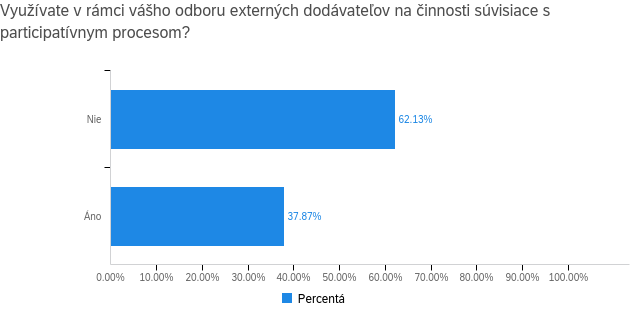 Využívate v rámci vášho odboru externých dodávateľov na činnosti súvisiace s
participatívnym procesom?
Nie
62.13%
Áno
37.87%
0.00% 10.00% 20.00% 30.00% 40.00% 50.00% 60.00% 70.00% 80.00% 90.00% 100.00%
Percentá